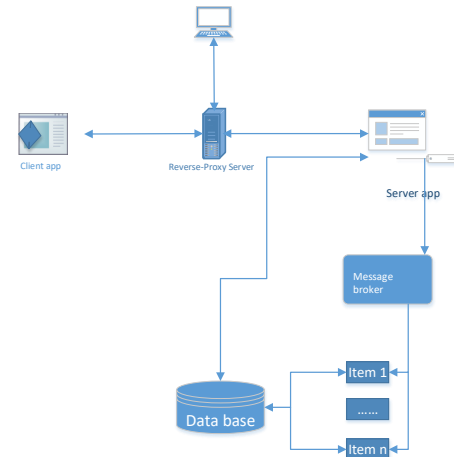 Client app
Reverse-Proxy Server
Server app
Message
broker
Item 1
......
Data base
Item n